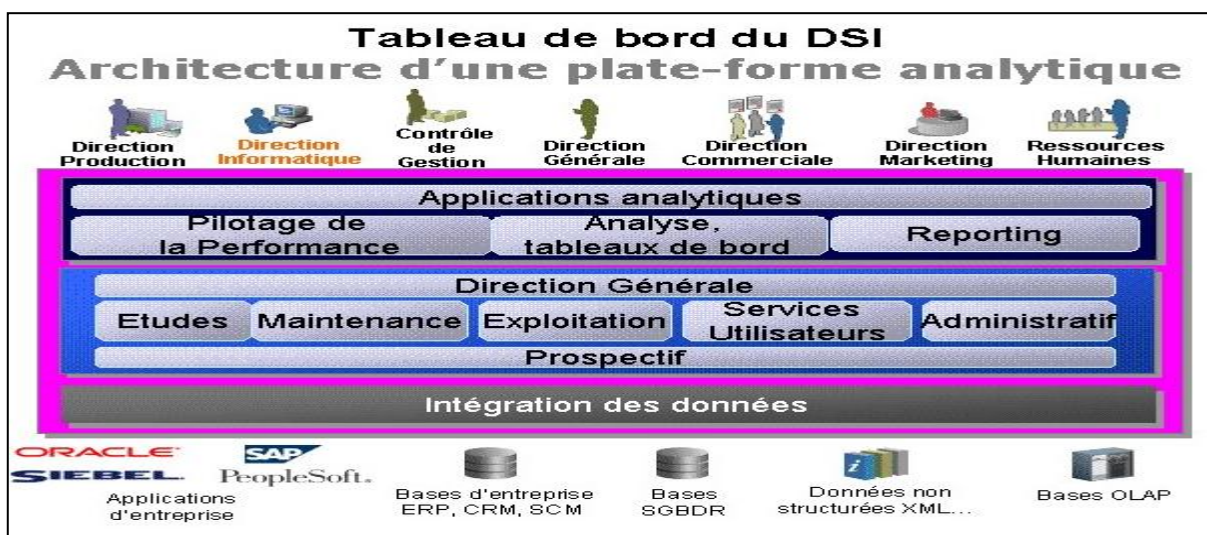 Tableau de bord du DSI
Architecture d'une plate-forme analytique
Direction
Production
Direction
Informatique
Contrôle
de
Gestion
Direction
Générale
Direction
Commerciale
Direction
Marketing
Ressources
Humaines
Applications analytiques
Pilotage de
la Performance
Analyse,
tableaux de bord
Reporting
Direction Générale
Etudes
Maintenance
Exploitation
Services
Utilisateurs
Administratif
Prospectif
Intégration des données
ORACLE
SIEBEL.
SAP
PeopleSoft.
Applications
d'entreprise
Bases d'entreprise
ERP, CRM, SCM
Bases
SGBDR
Données non
structurées XML...
Bases OLAP